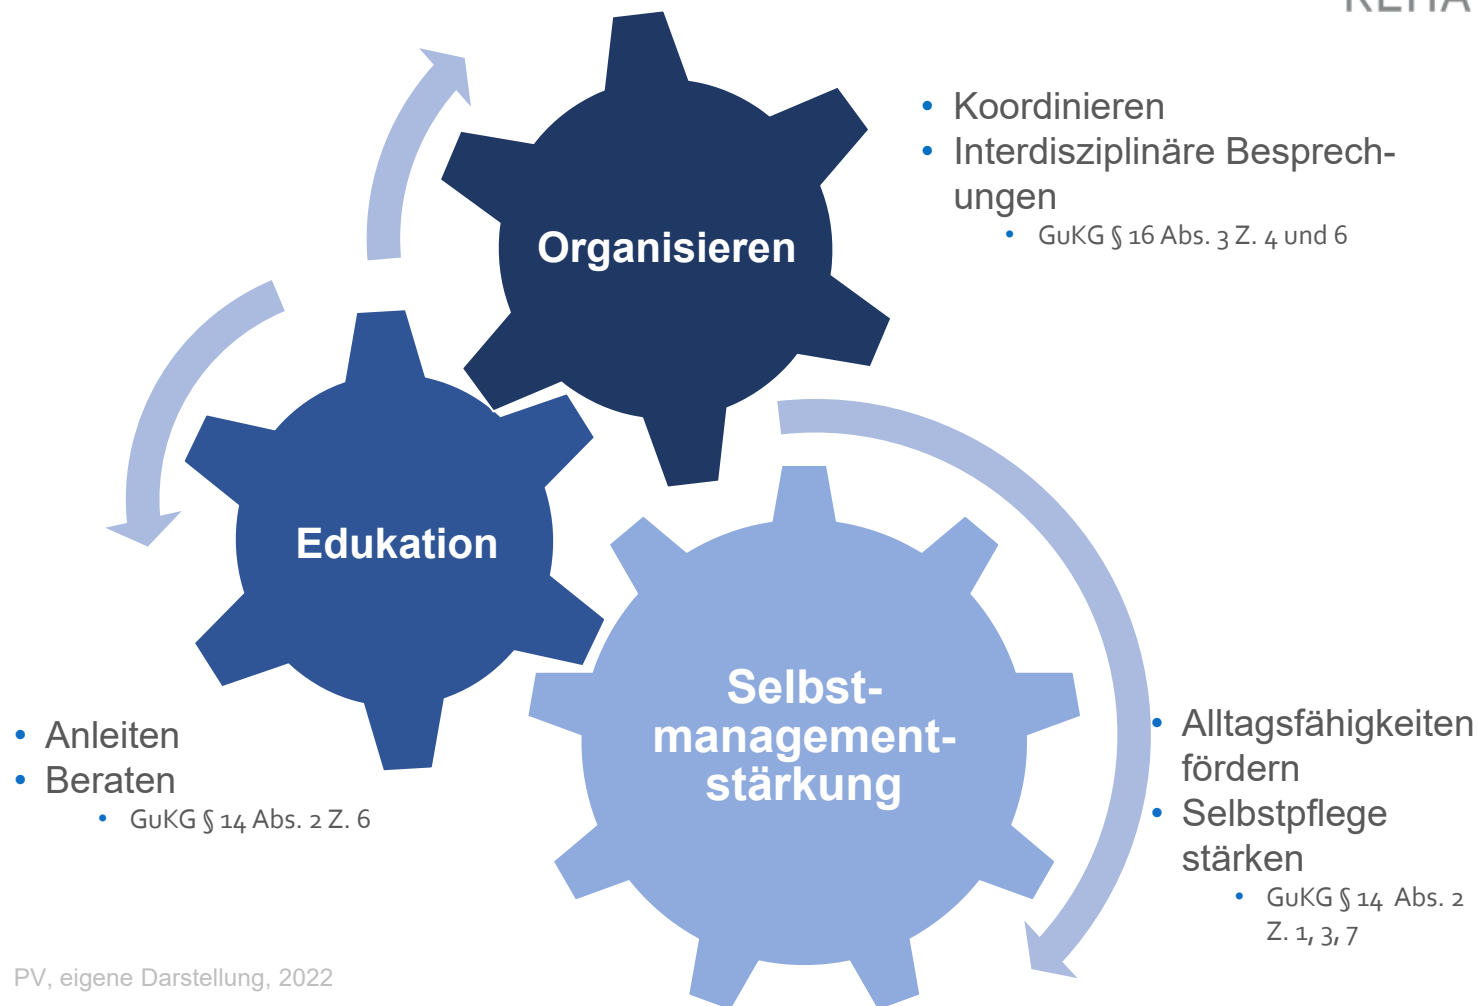 • Koordinieren
• Interdisziplinäre Besprech-
ungen
• GuKG § 16 Abs. 3 Z. 4 und 6
Organisieren
Edukation
• Anleiten
• Beraten
• GuKG § 14 Abs. 2 Z. 6
Selbst-
management-
stärkung
• Alltagsfähigkeiten
fördern
• Selbstpflege
stärken
• GuKG § 14 Abs. 2
Z. 1, 3, 7
PV, eigene Darstellung, 2022